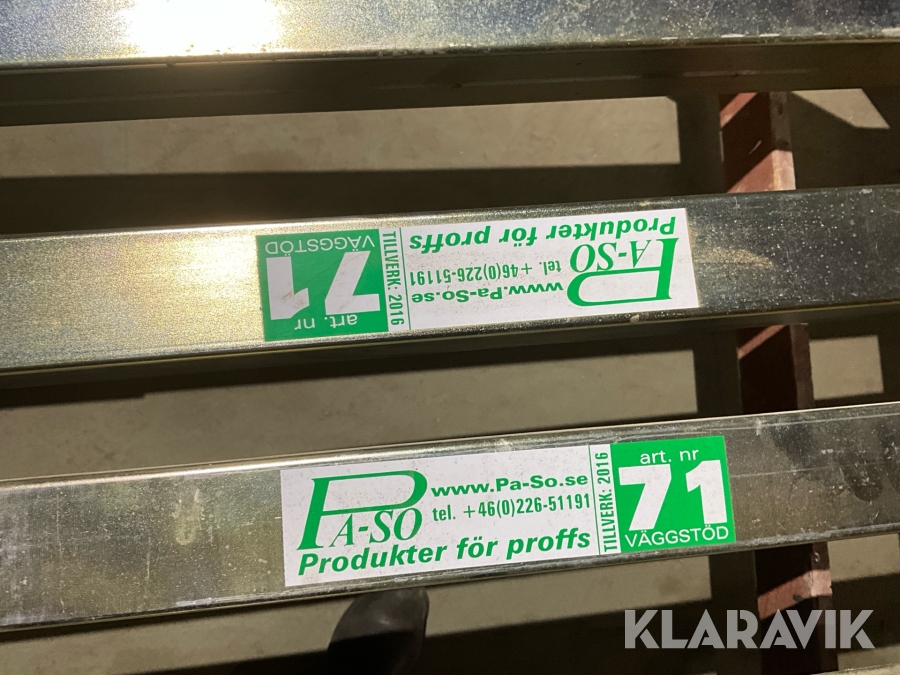 art. nr
71
VÄGGSTÖD
TILLVERK: 2016
PA-SO
www.Pa-So.se
tel. +46(0)226-51191
Produkter för proffs
PA-SO
www.Pa-So.se
tel. +46(0)226-51191
Produkter för proffs
TILLVERK: 2016
art. nr
71
VÄGGSTÖD
KLARAVIK